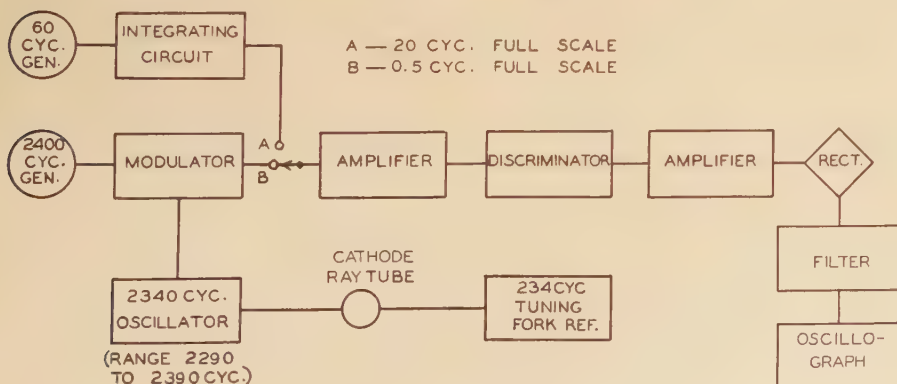 60
CYC.
GEN.
INTEGRATING
CIRCUIT
A — 20 CYC. FULL SCALE
B — 0.5 CYC. FULL SCALE
2400
CYC.
GEN.
MODULATOR
A
B
AMPLIFIER
DISCRIMINATOR
AMPLIFIER
RECT.
FILTER
OSCILLO-
GRAPH
2340 CYC.
OSCILLATOR
(RANGE 2290
TO 2390 CYC.)
CATHODE
RAY TUBE
234 CYC
TUNING
FORK REF.